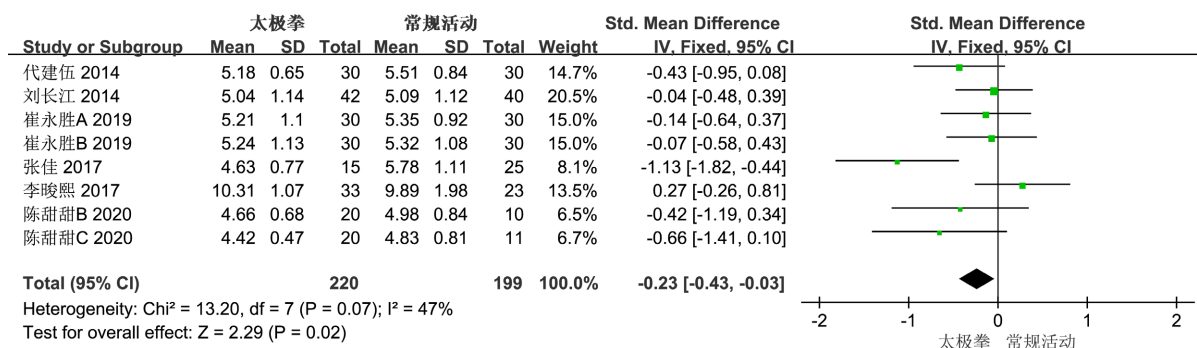 太极拳 常规活动 Std. Mean Difference Std. Mean Difference
Study or Subgroup Mean SD Total Mean SD Total Weight IV, Fixed, 95% CI IV, Fixed, 95% CI
代建伍 2014 5.18 0.65 30 5.51 0.84 30 14.7% -0.43 [-0.95, 0.08]
刘长江 2014 5.04 1.14 42 5.09 1.12 40 20.5% -0.04 [-0.48, 0.39]
崔永胜A 2019 5.21 1.1 30 5.35 0.92 30 15.0% -0.14 [-0.64, 0.37]
崔永胜B 2019 5.24 1.13 30 5.32 1.08 30 15.0% -0.07 [-0.58, 0.43]
张佳 2017 4.63 0.77 15 5.78 1.11 25 8.1% -1.13 [-1.82, -0.44]
李晙熙 2017 10.31 1.07 33 9.89 1.98 23 13.5% 0.27 [-0.26, 0.81]
陈甜甜B 2020 4.66 0.68 20 4.98 0.84 10 6.5% -0.42 [-1.19, 0.34]
陈甜甜C 2020 4.42 0.47 20 4.83 0.81 11 6.7% -0.66 [-1.41, 0.10]
Total (95% CI) 220 199 100.0% -0.23 [-0.43, -0.03]
Heterogeneity: Chi² = 13.20, df = 7 (P = 0.07); I² = 47%
Test for overall effect: Z = 2.29 (P = 0.02)
-2 -1 0 1 2
太极拳 常规活动